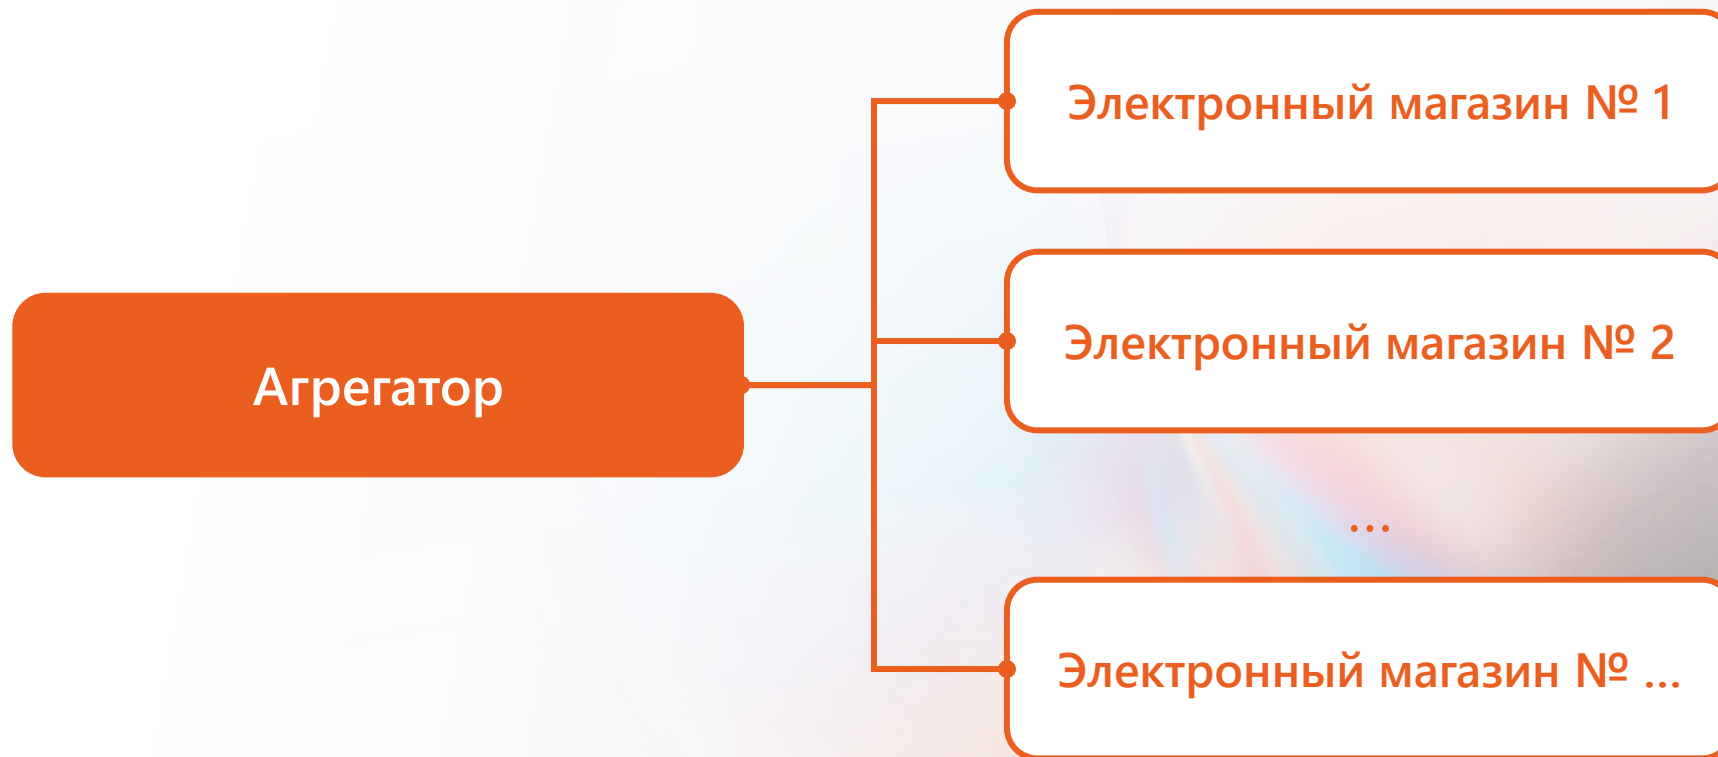 Электронный магазин № 1
Электронный магазин № 2
Агрегатор
...
Электронный магазин № ...